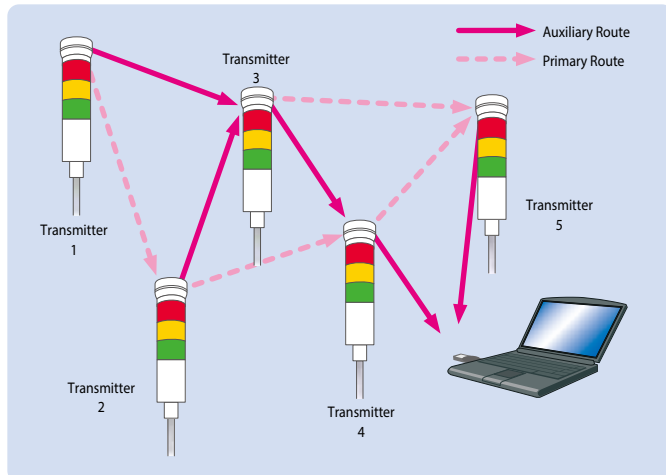 Auxiliary Route
Primary Route
Transmitter
3
Transmitter
1
Transmitter
5
Transmitter
2
Transmitter
4